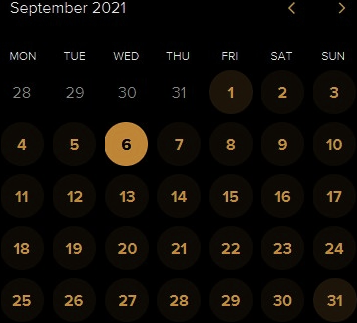 September 2021
MON TUE WED THU FRI SAT SUN
28 29 30 31 1 2 3
4 5 6 7 8 9 10
11 12 13 14 15 16 17
18 19 20 21 22 23 24
25 26 27 28 29 30 31